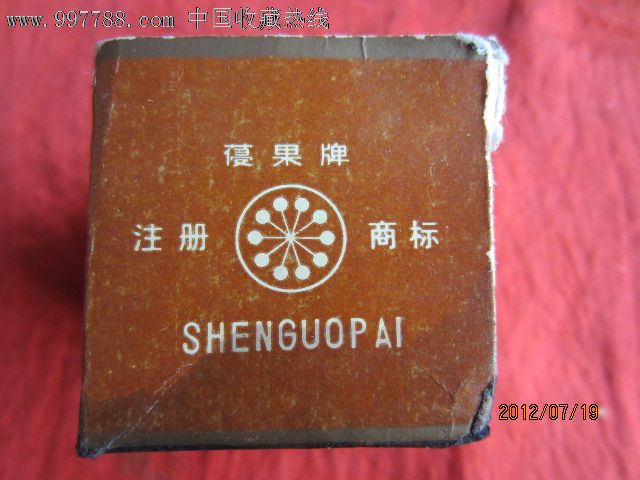 www.997788.com 中国收藏热线
葠果牌
注册 商标
SHENGUOPAI
2012/07/19